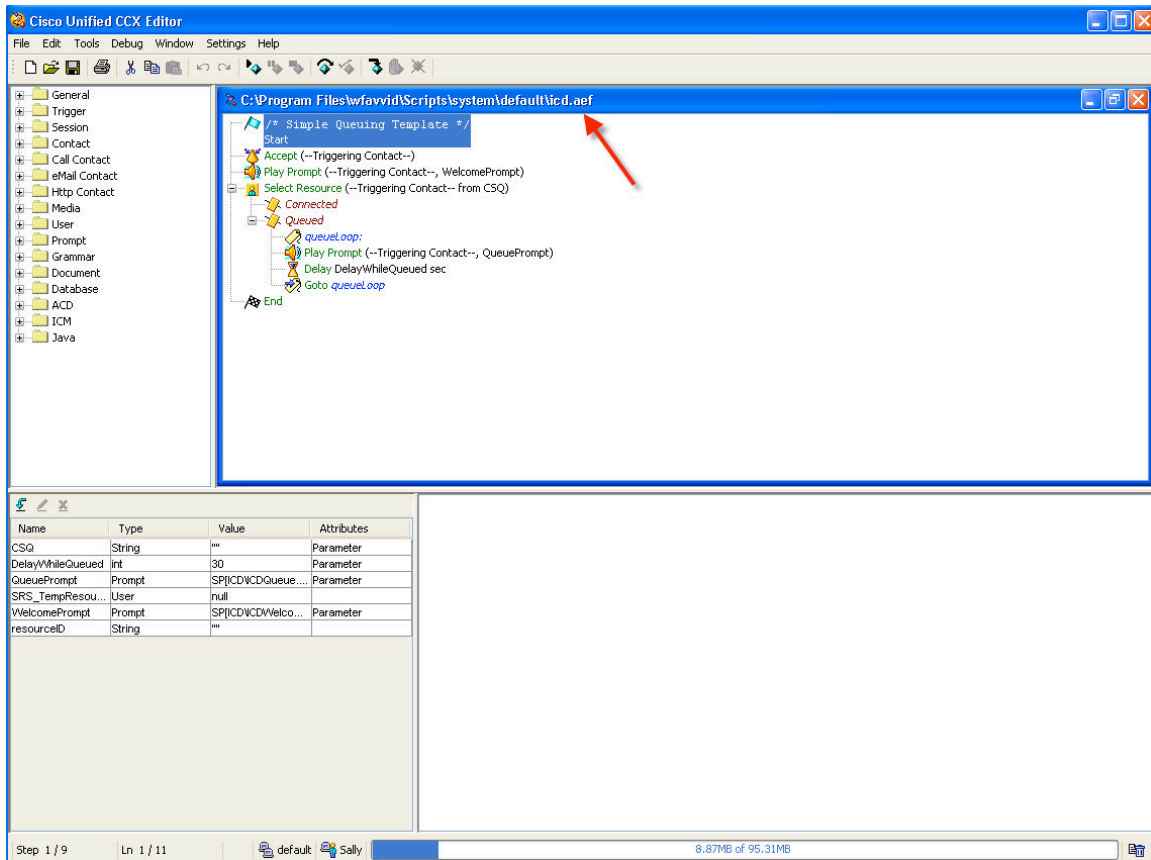 Cisco Unified CCX Editor
File Edit Tools Debug Window Settings Help
General
Trigger
Session
Contact
Call Contact
eMail Contact
Http Contact
Media
User
Prompt
Grammar
Document
Database
ACD
ICM
Java
C:\Program Files\wfavvid\Scripts\system\default\icd.aef
/* Simple Queuing Template */
Start
Accept (--Triggering Contact--)
Play Prompt (--Triggering Contact--, WelcomePrompt)
Select Resource (--Triggering Contact-- from CSQ)
Connected
Queued
queueLoop:
Play Prompt (--Triggering Contact--, QueuePrompt)
Delay DelayWhileQueued sec
Goto queueLoop
End
Name Type Value Attributes
CSQ String "" Parameter
DelayWhileQueued int 30 Parameter
QueuePrompt Prompt SP[ICD\ICDQueue.... Parameter
SRS_TempResou... User null
WelcomePrompt Prompt SP[ICD\ICDWelco... Parameter
resourceID String ""
Step 1 / 9 Ln 1 / 11 default Sally 8.87MB of 95.31MB